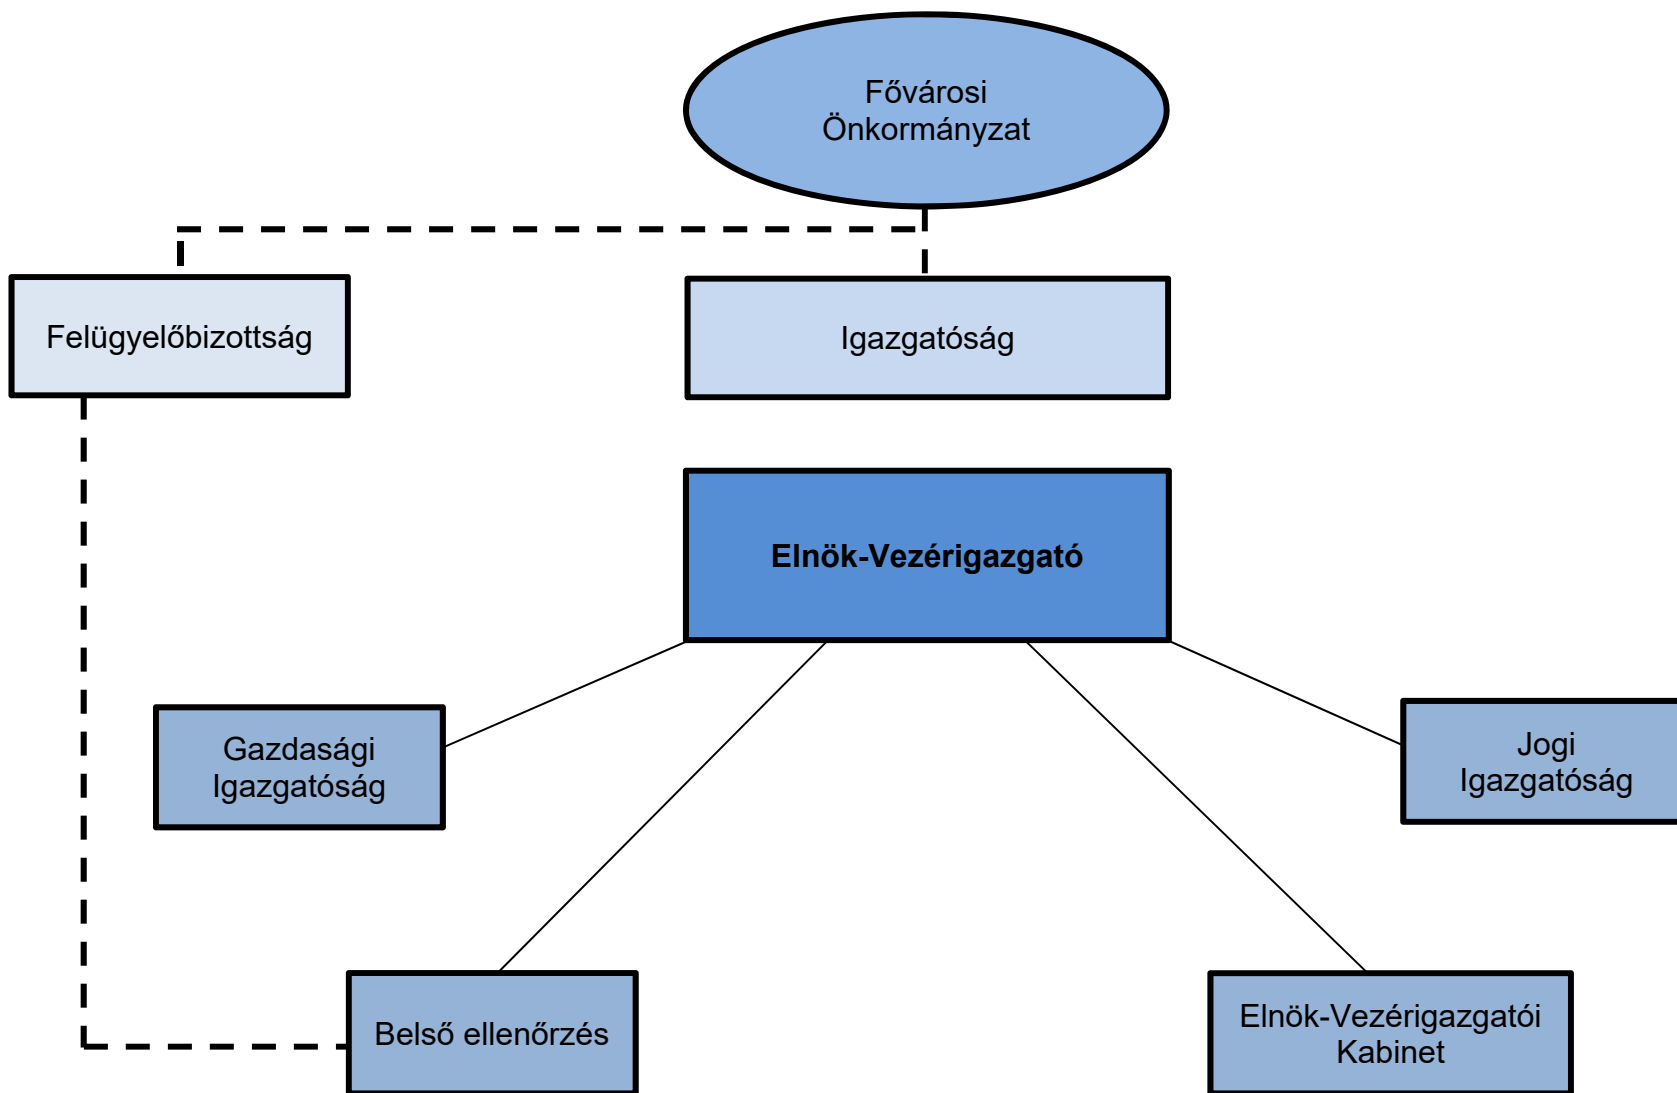 Fővárosi
Önkormányzat
Felügyelőbizottság
Igazgatóság
Elnök-Vezérigazgató
Gazdasági
Igazgatóság
Jogi
Igazgatóság
Belső ellenőrzés
Elnök-Vezérigazgatói
Kabinet